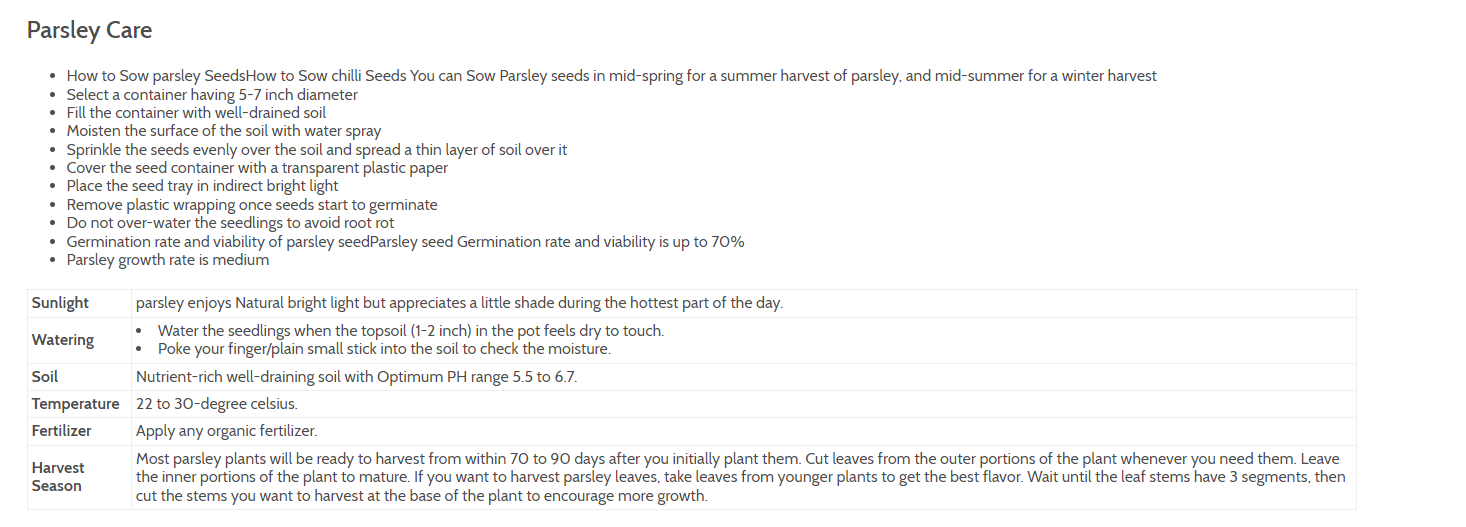 Parsley Care
How to Sow parsley SeedsHow to Sow chilli Seeds You can Sow Parsley seeds in mid-spring for a summer harvest of parsley, and mid-summer for a winter harvest
Select a container having 5-7 inch diameter
Fill the container with well-drained soil
Moisten the surface of the soil with water spray
Sprinkle the seeds evenly over the soil and spread a thin layer of soil over it
Cover the seed container with a transparent plastic paper
Place the seed tray in indirect bright light
Remove plastic wrapping once seeds start to germinate
Do not over-water the seedlings to avoid root rot
Germination rate and viability of parsley seedParsley seed Germination rate and viability is up to 70%
Parsley growth rate is medium
Sunlight parsley enjoys Natural bright light but appreciates a little shade during the hottest part of the day.
Watering
Water the seedlings when the topsoil (1-2 inch) in the pot feels dry to touch.
Poke your finger/plain small stick into the soil to check the moisture.
Soil Nutrient-rich well-draining soil with Optimum PH range 5.5 to 6.7.
Temperature 22 to 30-degree celsius.
Fertilizer Apply any organic fertilizer.
Harvest
Season
Most parsley plants will be ready to harvest from within 70 to 90 days after you initially plant them. Cut leaves from the outer portions of the plant whenever you need them. Leave
the inner portions of the plant to mature. If you want to harvest parsley leaves, take leaves from younger plants to get the best flavor. Wait until the leaf stems have 3 segments, then
cut the stems you want to harvest at the base of the plant to encourage more growth.